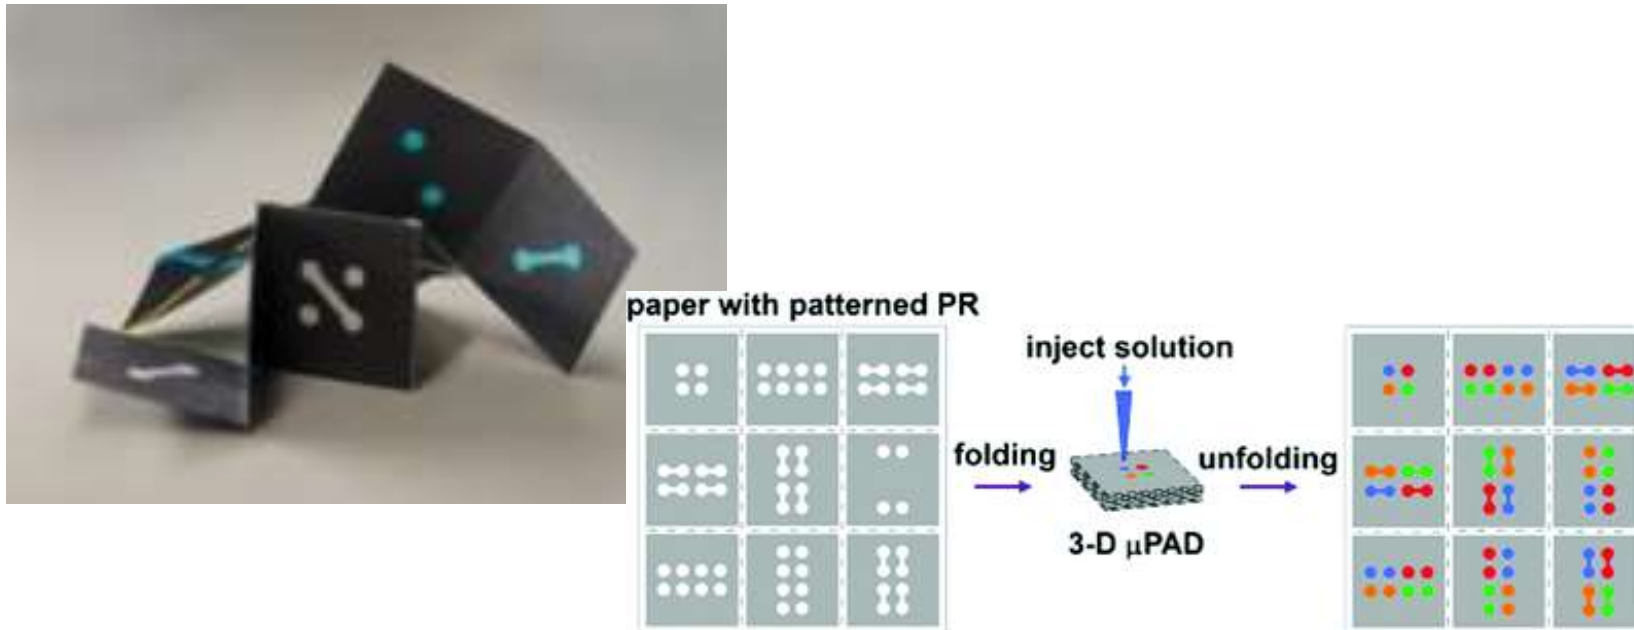 paper with patterned PR
inject solution
folding
unfolding
3-D μPAD